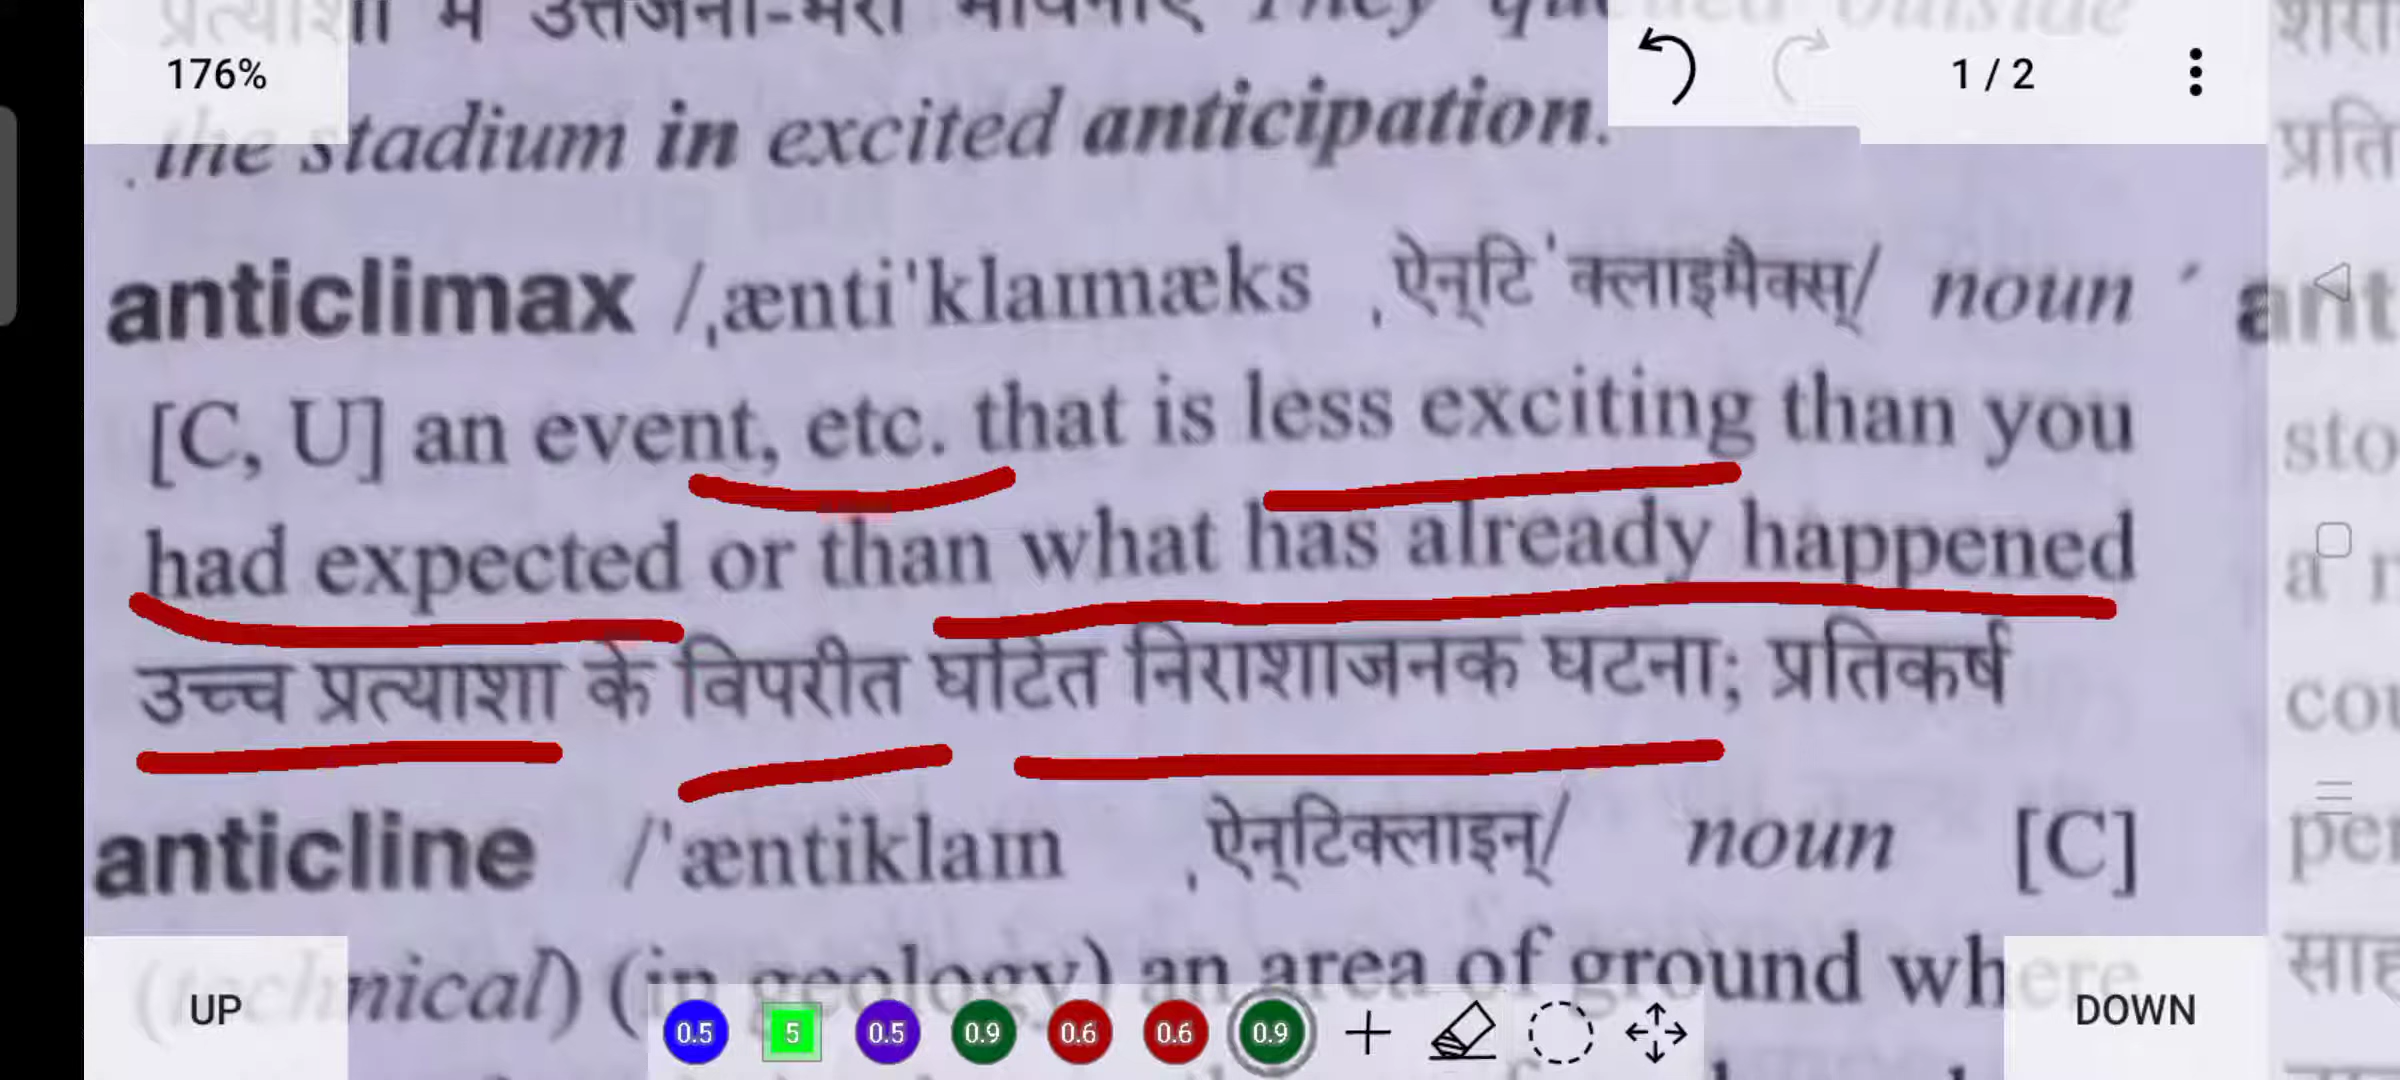 176%
1 / 2
the stadium in excited anticipation.
anticlimax /ˌæntiˈklaɪmæks ˌऐन्टि'क्लाइमैक्स्/ noun
[C, U] an event, etc. that is less exciting than you
had expected or than what has already happened
उच्च प्रत्याशा के विपरीत घटित निराशाजनक घटना; प्रतिकर्ष
anticline /ˈæntiklaɪn ˌऐन्टिक्लाइन्/ noun [C]
(technical) (in geology) an area of ground where
UP
0.5 5 0.5 0.9 0.6 0.6 0.9
DOWN